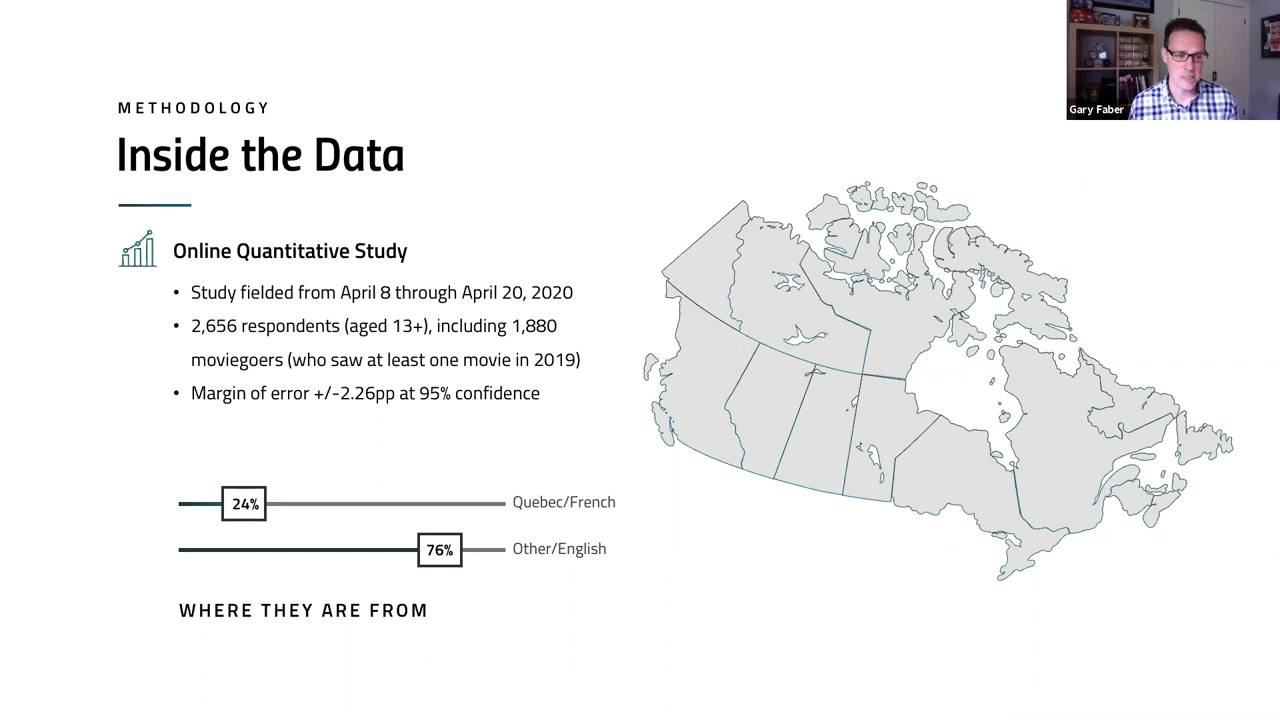 METHODOLOGY
Inside the Data
Online Quantitative Study
• Study fielded from April 8 through April 20, 2020
• 2,656 respondents (aged 13+), including 1,880
moviegoers (who saw at least one movie in 2019)
• Margin of error +/-2.26pp at 95% confidence
24% Quebec/French
76% Other/English
WHERE THEY ARE FROM
Gary Faber